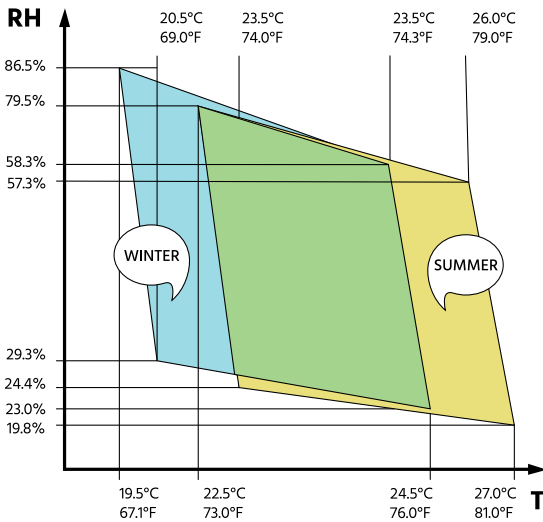 RH
20.5°C
69.0°F
23.5°C
74.0°F
23.5°C
74.3°F
26.0°C
79.0°F
86.5%
79.5%
58.3%
57.3%
WINTER
SUMMER
29.3%
24.4%
23.0%
19.8%
19.5°C
67.1°F
22.5°C
73.0°F
24.5°C
76.0°F
27.0°C
81.0°F
T